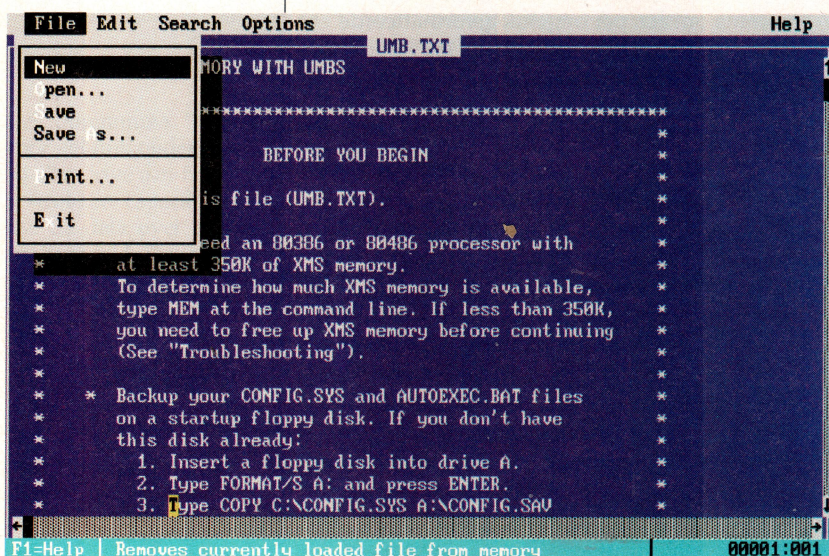 File Edit Search Options Help
UMB.TXT
New
MORY WITH UMBS
pen...
ave
*****************************************
Save s...
*
BEFORE YOU BEGIN *
*
rint...
is file (UMB.TXT). *
*
E it
eed an 80386 or 80486 processor with *
* at least 350K of XMS memory. *
* To determine how much XMS memory is available, *
* type MEM at the command line. If less than 350K, *
* you need to free up XMS memory before continuing *
* (See "Troubleshooting"). *
* *
* * Backup your CONFIG.SYS and AUTOEXEC.BAT files *
* on a startup floppy disk. If you don't have *
* this disk already: *
* 1. Insert a floppy disk into drive A. *
* 2. Type FORMAT/S A: and press ENTER. *
* 3. Type COPY C:\CONFIG.SYS A:\CONFIG.SAV *
F1=Help | Removes currently loaded file from memory 00001:001